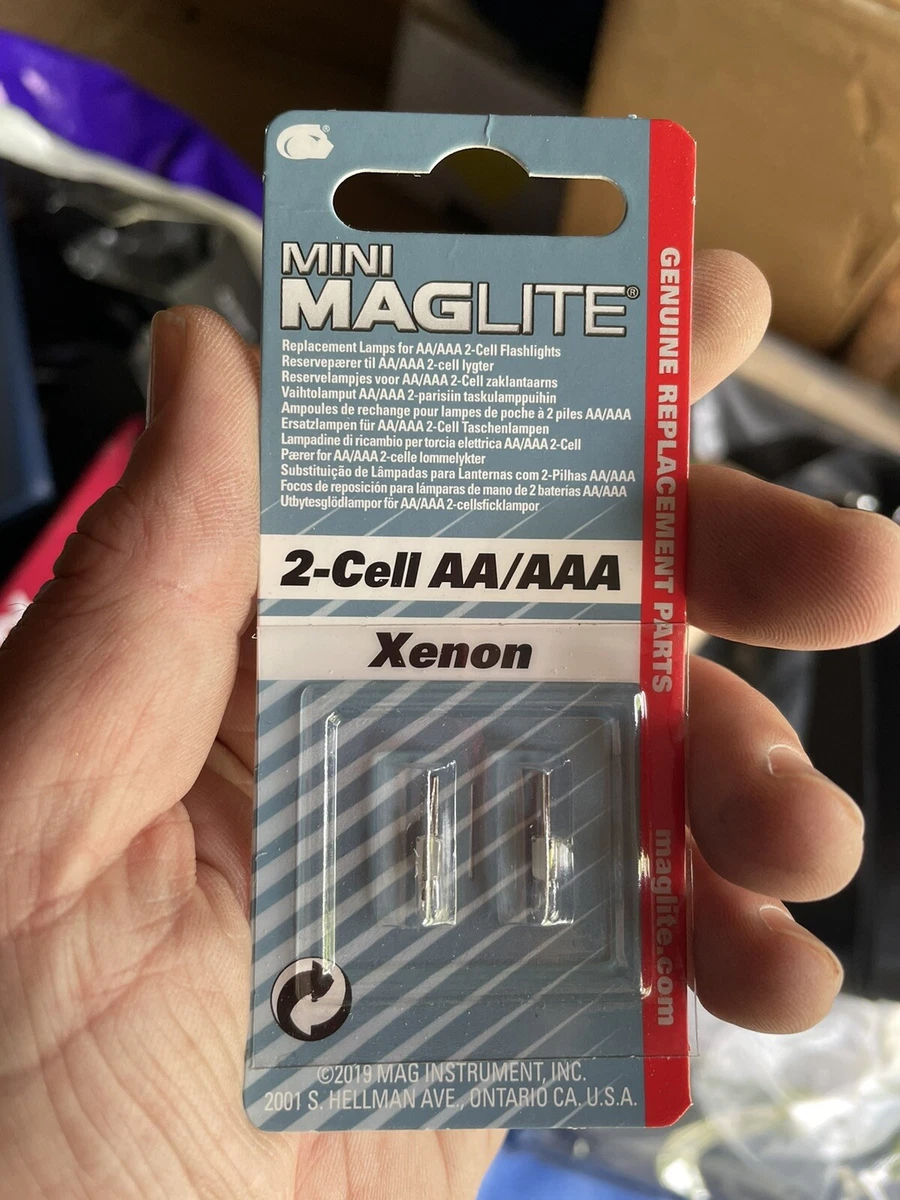 MINI
MAGLITE®
Replacement Lamps for AA/AAA 2-Cell Flashlights
Reservepærer til AA/AAA 2-cell lygter
Reservelampjes voor AA/AAA 2-Cell zaklantaarns
Vaihtolamput AA/AAA 2-parisiin taskulamppuihin
Ampoules de rechange pour lampes de poche à 2 piles AA/AAA
Ersatzlampen für AA/AAA 2-Cell Taschenlampen
Lampadine di ricambio per torcia elettrica AA/AAA 2-Cell
Pærer for AA/AAA 2-celle lommelykter
Substituição de Lâmpadas para Lanternas com 2-Pilhas AA/AAA
Focos de reposición para lámparas de mano de 2 baterías AA/AAA
Utbytesglödlampor för AA/AAA 2-cellsficklampor
2-Cell AA/AAA
Xenon
©2019 MAG INSTRUMENT, INC.
2001 S. HELLMAN AVE., ONTARIO CA. U.S.A.
GENUINE REPLACEMENT PARTS
maglite.com